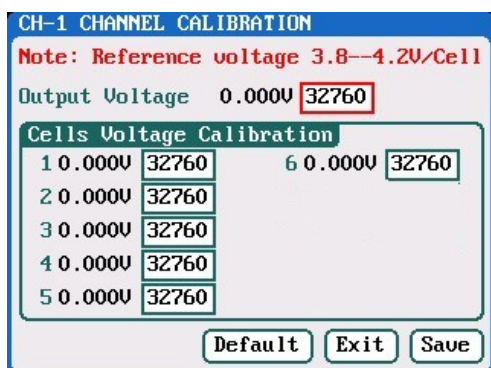 CH-1 CHANNEL CALIBRATION
Note: Reference voltage 3.8--4.2V/Cell
Output Voltage 0.000V 32760
Cells Voltage Calibration
1 0.000V 32760 6 0.000V 32760
2 0.000V 32760
3 0.000V 32760
4 0.000V 32760
5 0.000V 32760
Default Exit Save